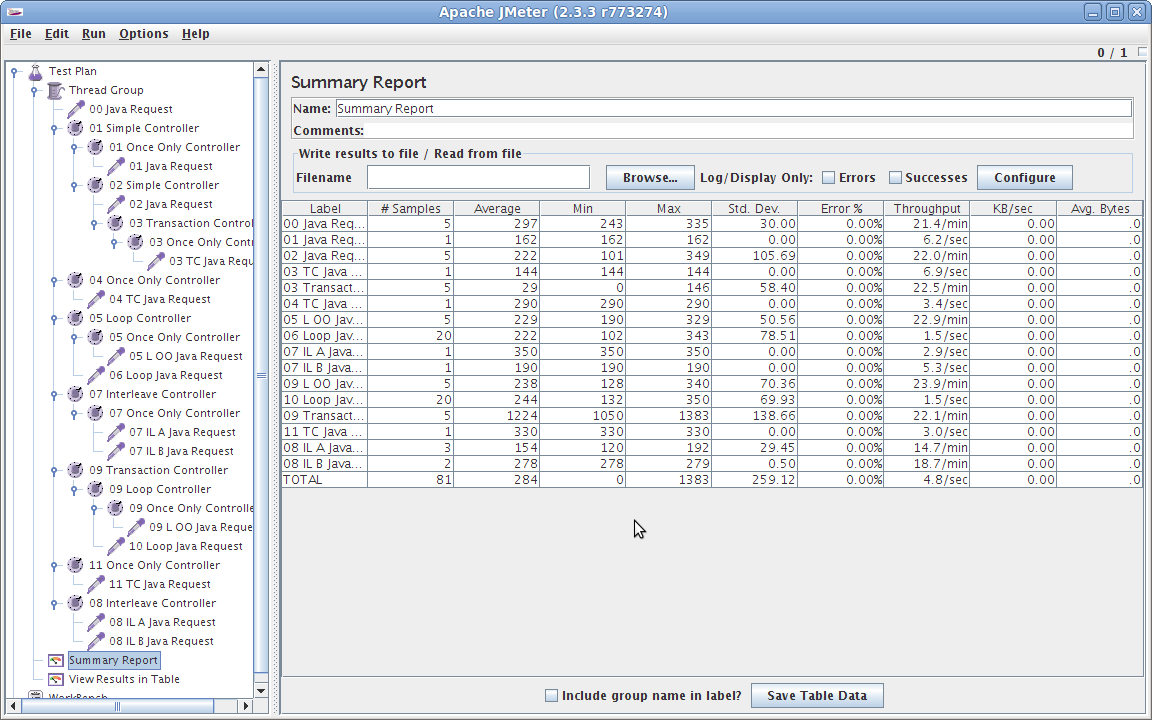 Apache JMeter (2.3.3 r773274)
File Edit Run Options Help
0 / 1
Test Plan
Thread Group
00 Java Request
01 Simple Controller
01 Once Only Controller
01 Java Request
02 Simple Controller
02 Java Request
03 Transaction Control
03 Once Only Cont
03 TC Java Requ
04 Once Only Controller
04 TC Java Request
05 Loop Controller
05 Once Only Controller
05 L OO Java Request
06 Loop Java Request
07 Interleave Controller
07 Once Only Controller
07 IL A Java Request
07 IL B Java Request
09 Transaction Controller
09 Loop Controller
09 Once Only Controlle
09 L OO Java Reque
10 Loop Java Request
11 Once Only Controller
11 TC Java Request
08 Interleave Controller
08 IL A Java Request
08 IL B Java Request
Summary Report
View Results in Table
WorkBench
Summary Report
Name: Summary Report
Comments:
Write results to file / Read from file
Filename Browse... Log/Display Only: Errors Successes Configure
Label # Samples Average Min Max Std. Dev. Error % Throughput KB/sec Avg. Bytes
00 Java Req... 5 297 243 335 30.00 0.00% 21.4/min 0.00 .0
01 Java Req... 1 162 162 162 0.00 0.00% 6.2/sec 0.00 .0
02 Java Req... 5 222 101 349 105.69 0.00% 22.0/min 0.00 .0
03 TC Java ... 1 144 144 144 0.00 0.00% 6.9/sec 0.00 .0
03 Transact... 5 29 0 146 58.40 0.00% 22.5/min 0.00 .0
04 TC Java ... 1 290 290 290 0.00 0.00% 3.4/sec 0.00 .0
05 L OO Jav... 5 229 190 329 50.56 0.00% 22.9/min 0.00 .0
06 Loop Jav... 20 222 102 343 78.51 0.00% 1.5/sec 0.00 .0
07 IL A Java... 1 350 350 350 0.00 0.00% 2.9/sec 0.00 .0
07 IL B Java... 1 190 190 190 0.00 0.00% 5.3/sec 0.00 .0
09 L OO Jav... 5 238 128 340 70.36 0.00% 23.9/min 0.00 .0
10 Loop Jav... 20 244 132 350 69.93 0.00% 1.5/sec 0.00 .0
09 Transact... 5 1224 1050 1383 138.66 0.00% 22.1/min 0.00 .0
11 TC Java ... 1 330 330 330 0.00 0.00% 3.0/sec 0.00 .0
08 IL A Java... 3 154 120 192 29.45 0.00% 14.7/min 0.00 .0
08 IL B Java... 2 278 278 279 0.50 0.00% 18.7/min 0.00 .0
TOTAL 81 284 0 1383 259.12 0.00% 4.8/sec 0.00 .0
Include group name in label? Save Table Data